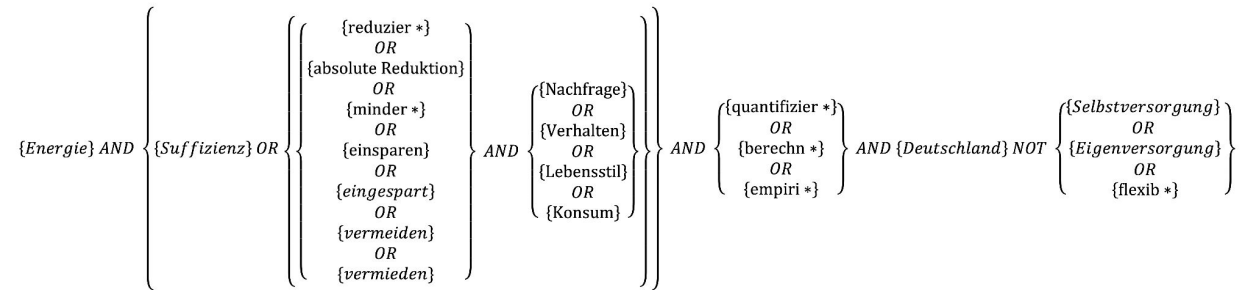 {Energie} AND {{Suffizienz} OR {{{reduzier *} OR {absolute Reduktion} OR {minder *} OR {einsparen} OR {eingespart} OR {vermeiden} OR {vermieden}} AND {{Nachfrage} OR {Verhalten} OR {Lebensstil} OR {Konsum}}}} AND {{quantifizier *} OR {berechn *} OR {empiri *}} AND {Deutschland} NOT {{Selbstversorgung} OR {Eigenversorgung} OR {flexib *}}